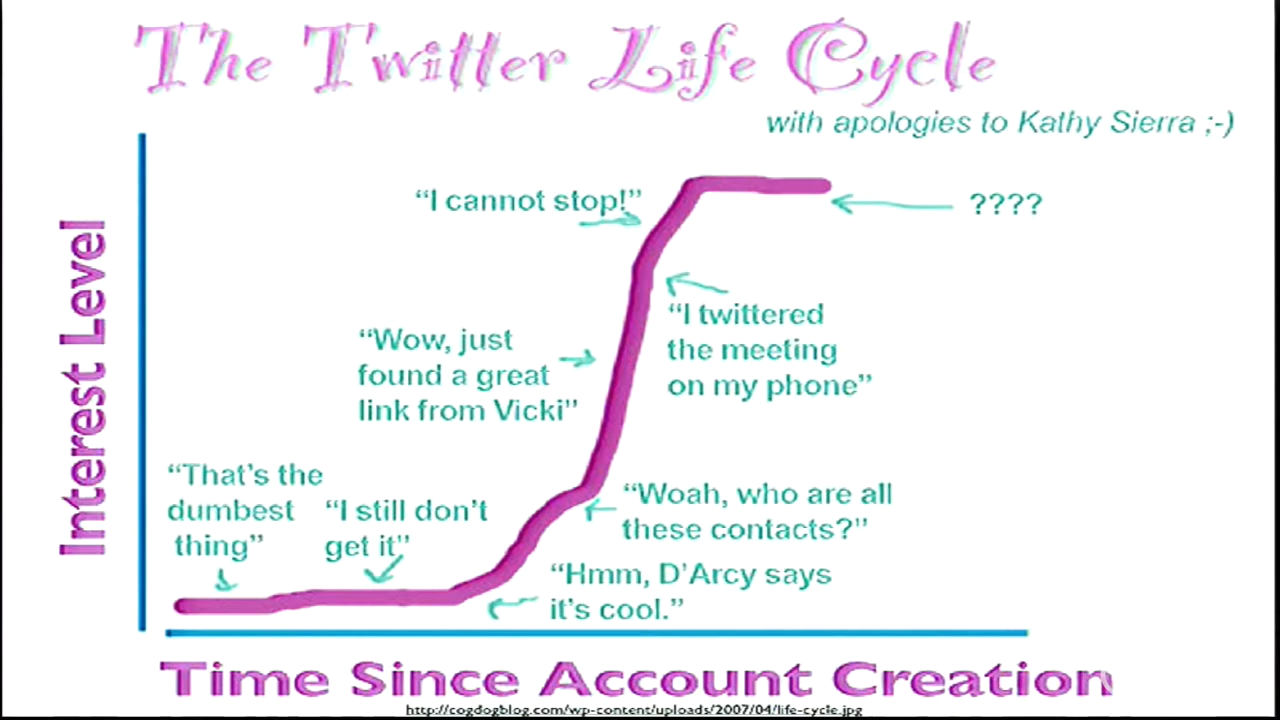 The Twitter Life Cycle
with apologies to Kathy Sierra ;-)
“I cannot stop!”
????
“I twittered
the meeting
on my phone”
“Wow, just
found a great
link from Vicki”
“That’s the
dumbest
thing”
“I still don’t
get it”
“Woah, who are all
these contacts?”
“Hmm, D’Arcy says
it’s cool.”
Interest Level
Time Since Account Creation
http://cogdogblog.com/wp-content/uploads/2007/04/life-cycle.jpg